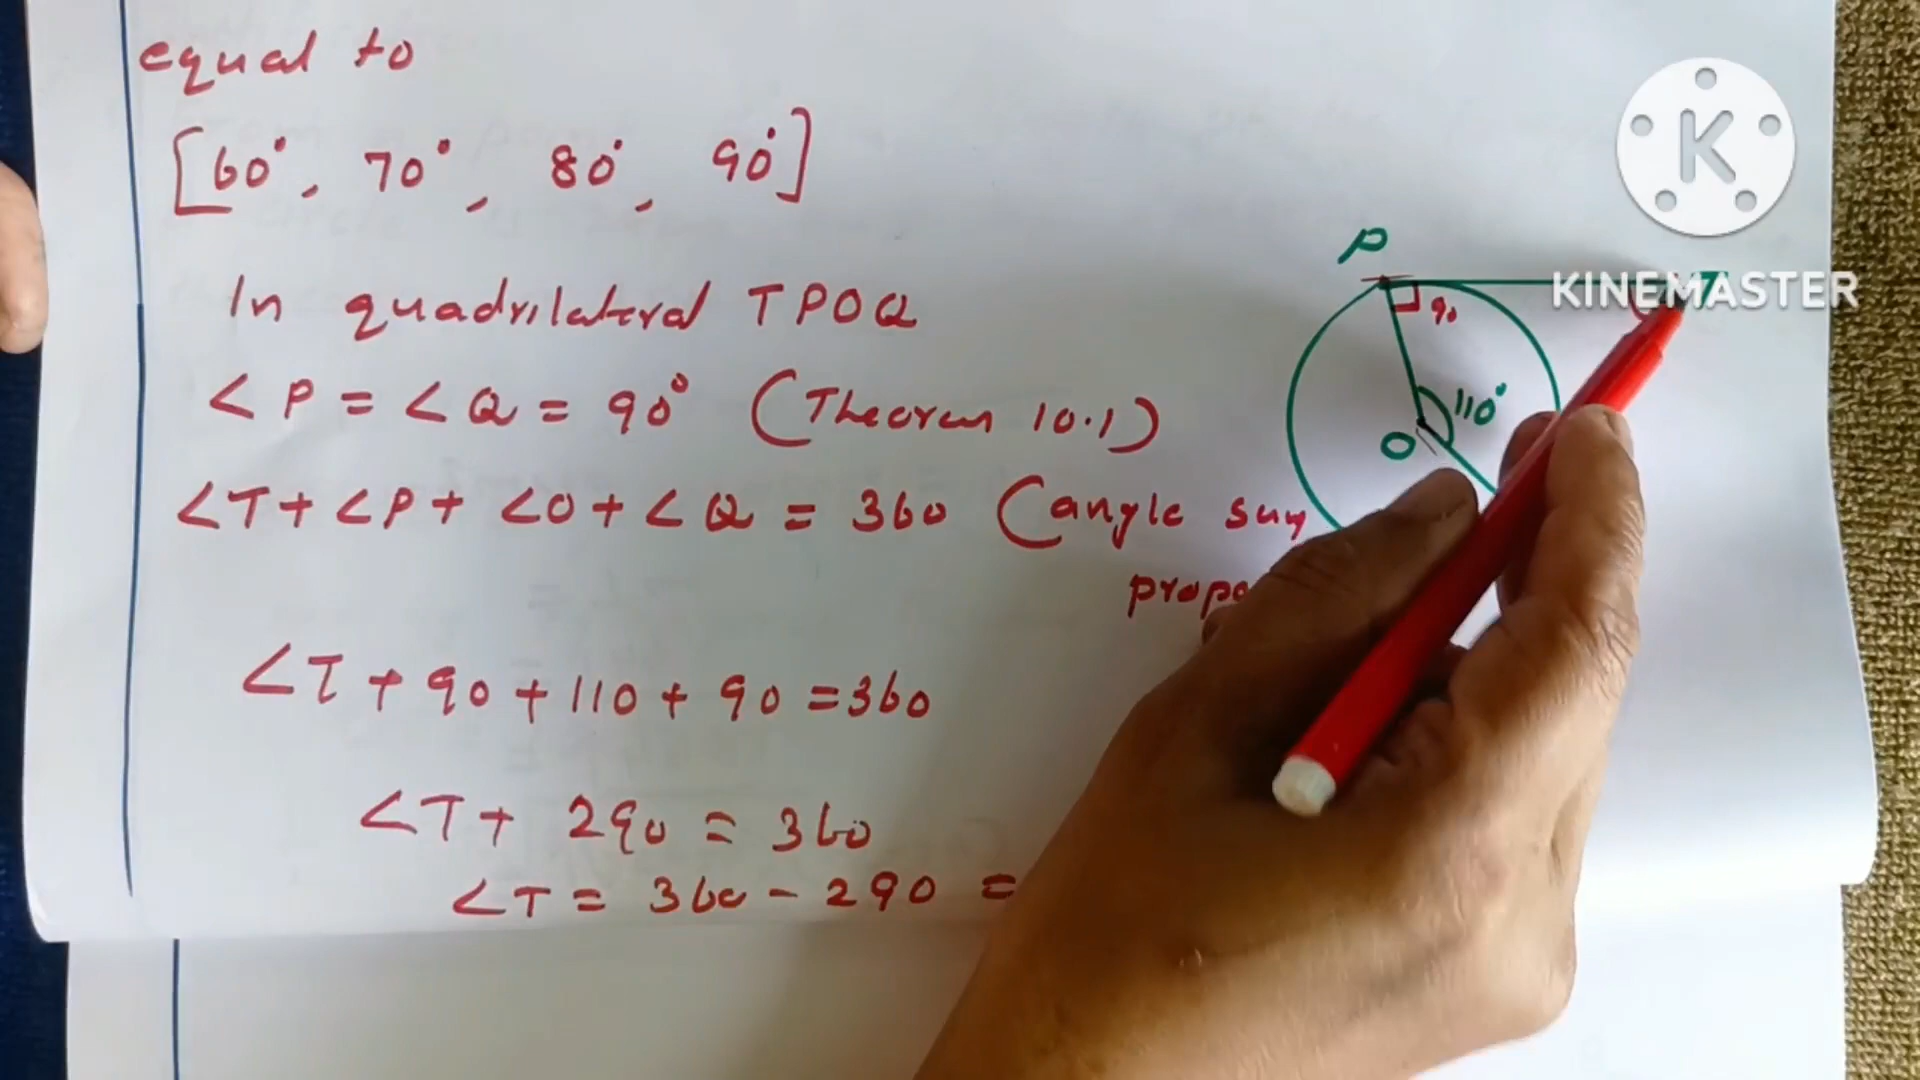 equal to
[60°, 70°, 80°, 90°]
In quadrilateral TPOQ
∠P = ∠Q = 90° (Theorem 10.1)
∠T + ∠P + ∠O + ∠Q = 360 (angle sum
∠T + 90 + 110 + 90 = 360
∠T + 290 = 360
∠T = 360 - 290 =
P
90
110°
O
K
KINEMASTER